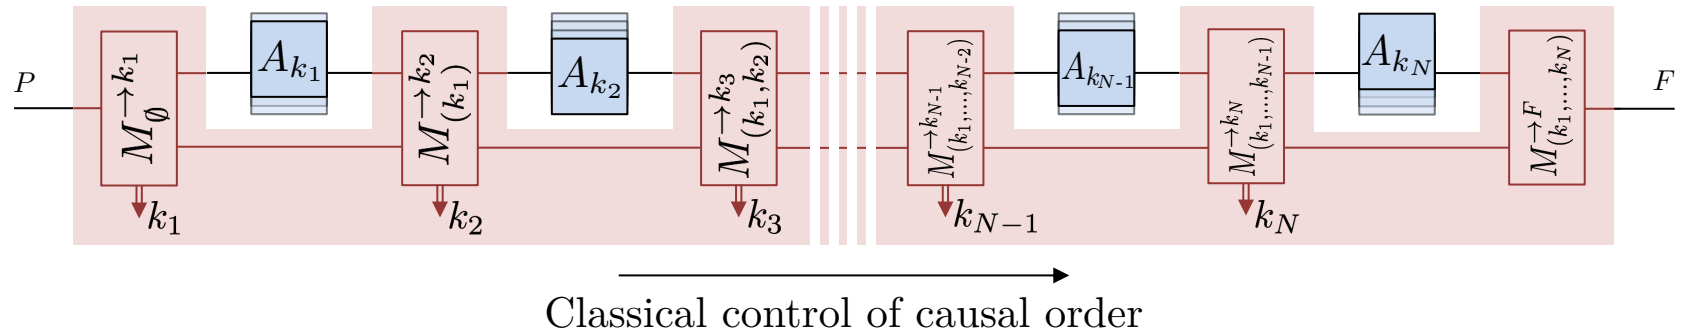 P
M_∅^{→k_1}
A_{k_1}
M_{(k_1)}^{→k_2}
A_{k_2}
M_{(k_1,k_2)}^{→k_3}
M_{(k_1,...,k_{N-2})}^{→k_{N-1}}
A_{k_{N-1}}
M_{(k_1,...,k_{N-1})}^{→k_N}
A_{k_N}
M_{(k_1,...,k_N)}^{→F}
F
k_1
k_2
k_3
k_{N-1}
k_N
Classical control of causal order